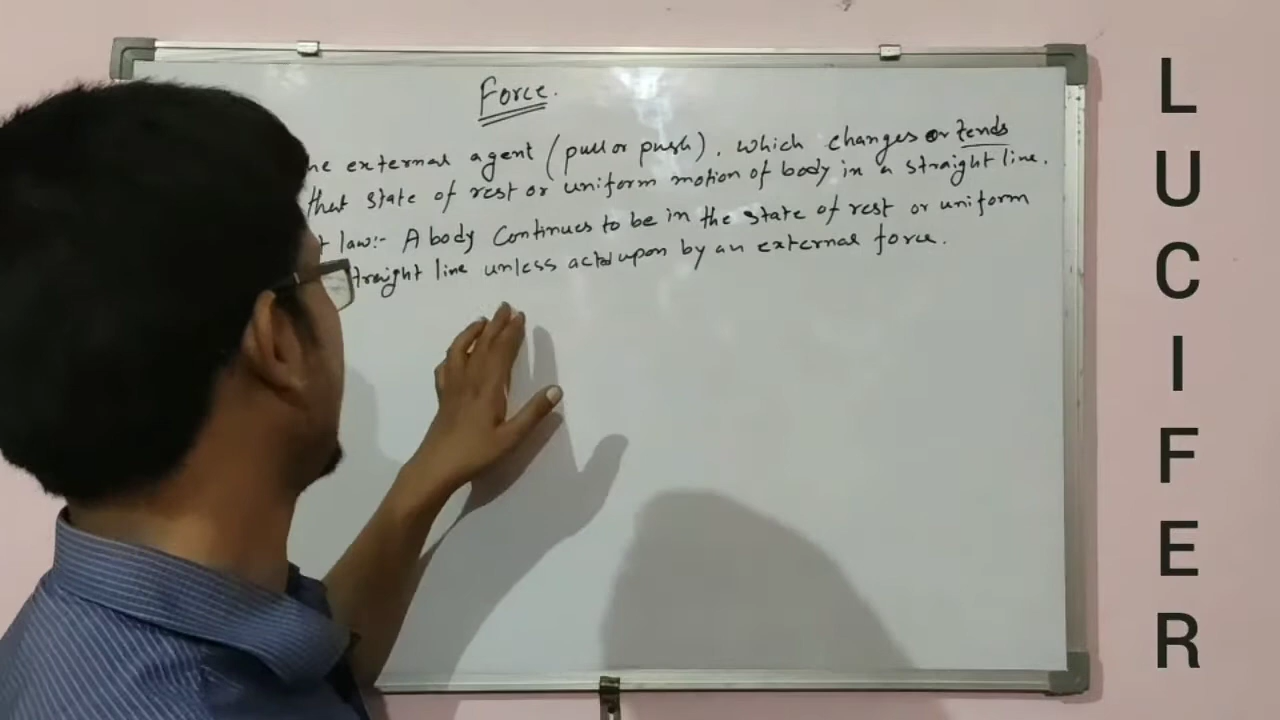 Force.
external agent (pull or push), which changes or tends
that state of rest or uniform motion of body in a straight line.
law:- A body continues to be in the state of rest or uniform
line unless acted upon by an external force.
LUCIFER